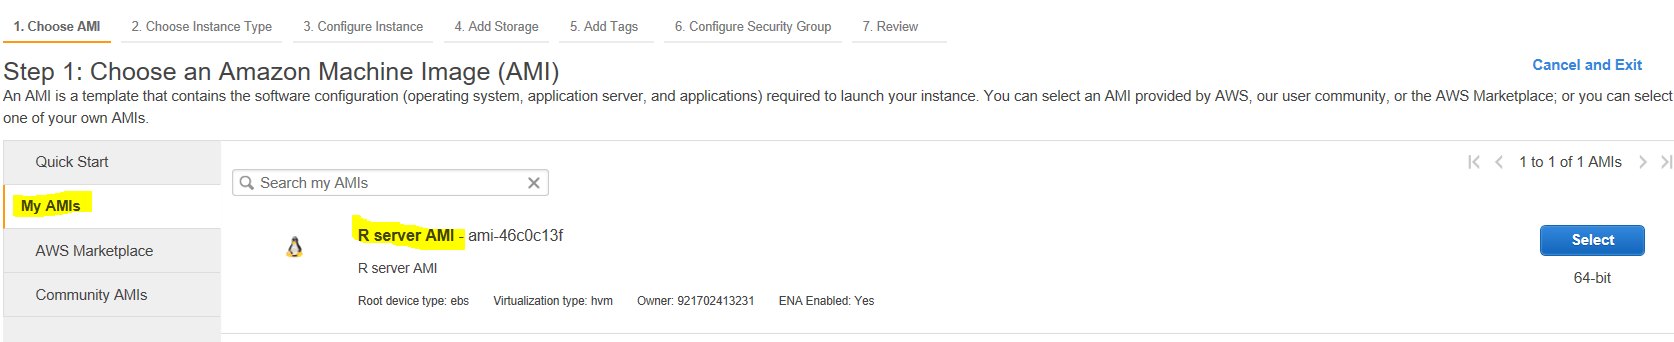 1. Choose AMI 2. Choose Instance Type 3. Configure Instance 4. Add Storage 5. Add Tags 6. Configure Security Group 7. Review
Step 1: Choose an Amazon Machine Image (AMI)
Cancel and Exit
An AMI is a template that contains the software configuration (operating system, application server, and applications) required to launch your instance. You can select an AMI provided by AWS, our user community, or the AWS Marketplace; or you can select
one of your own AMIs.
Quick Start
My AMIs
AWS Marketplace
Community AMIs
Search my AMIs
1 to 1 of 1 AMIs
R server AMI - ami-46c0c13f
R server AMI
Root device type: ebs Virtualization type: hvm Owner: 921702413231 ENA Enabled: Yes
Select
64-bit